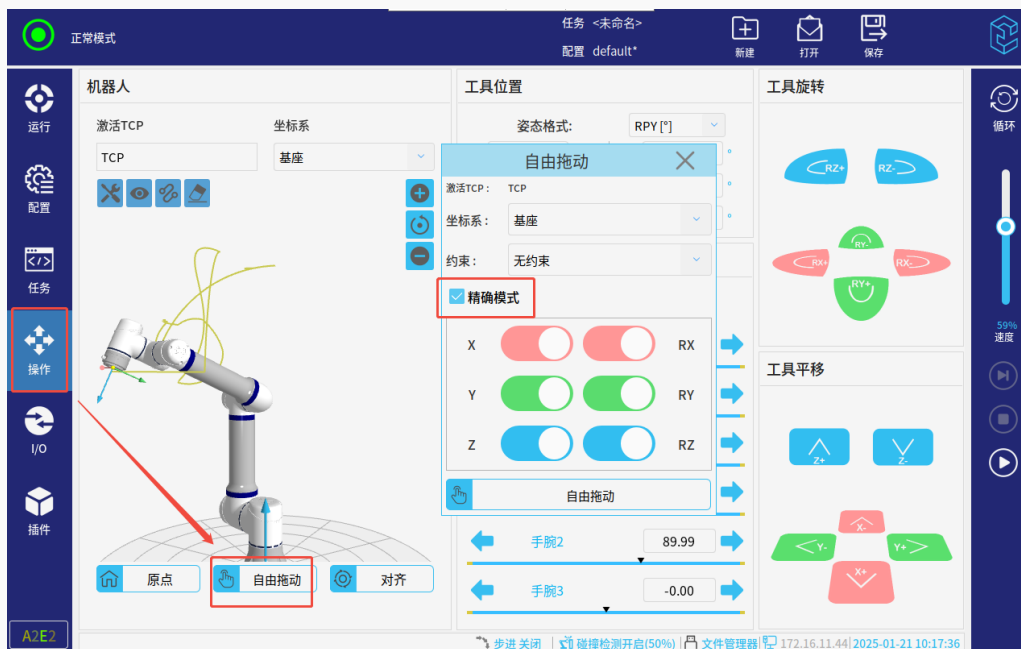 正常模式
任务 <未命名>
配置 default*
新建
打开
保存
运行
配置
任务
操作
I/O
插件
A2E2
机器人
激活TCP
坐标系
TCP
基座
原点
自由拖动
对齐
工具位置
姿态格式:
RPY [°]
°
°
°
自由拖动
激活TCP: TCP
坐标系: 基座
约束: 无约束
精确模式
X RX
Y RY
Z RZ
自由拖动
手腕2 89.99
手腕3 -0.00
工具旋转
RZ+ RZ-
RY-
RX+ RX-
RY+
工具平移
Z+ Z-
X-
Y- Y+
X+
循环
59%
速度
步进 关闭
碰撞检测开启(50%)
文件管理器
172.16.11.44
2025-01-21 10:17:36